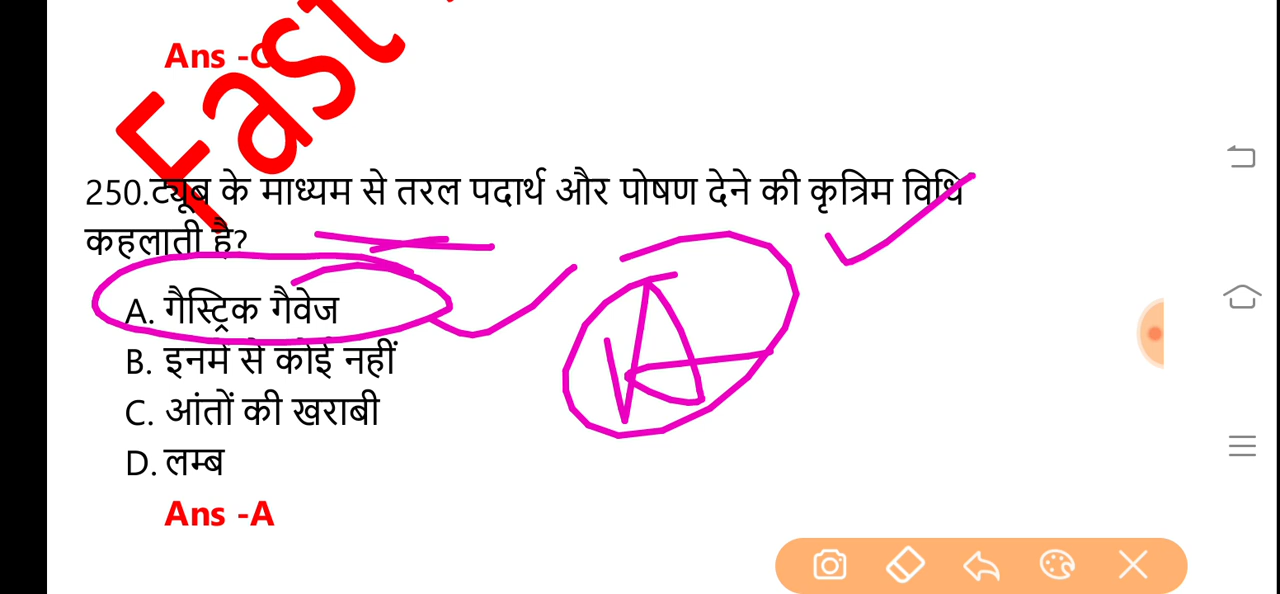 Ans -C
Fast
250.ट्यूब के माध्यम से तरल पदार्थ और पोषण देने की कृत्रिम विधि
कहलाती है?
A. गैस्ट्रिक गैवेज
B. इनमें से कोई नहीं
C. आंतों की खराबी
D. लम्ब
Ans -A
A